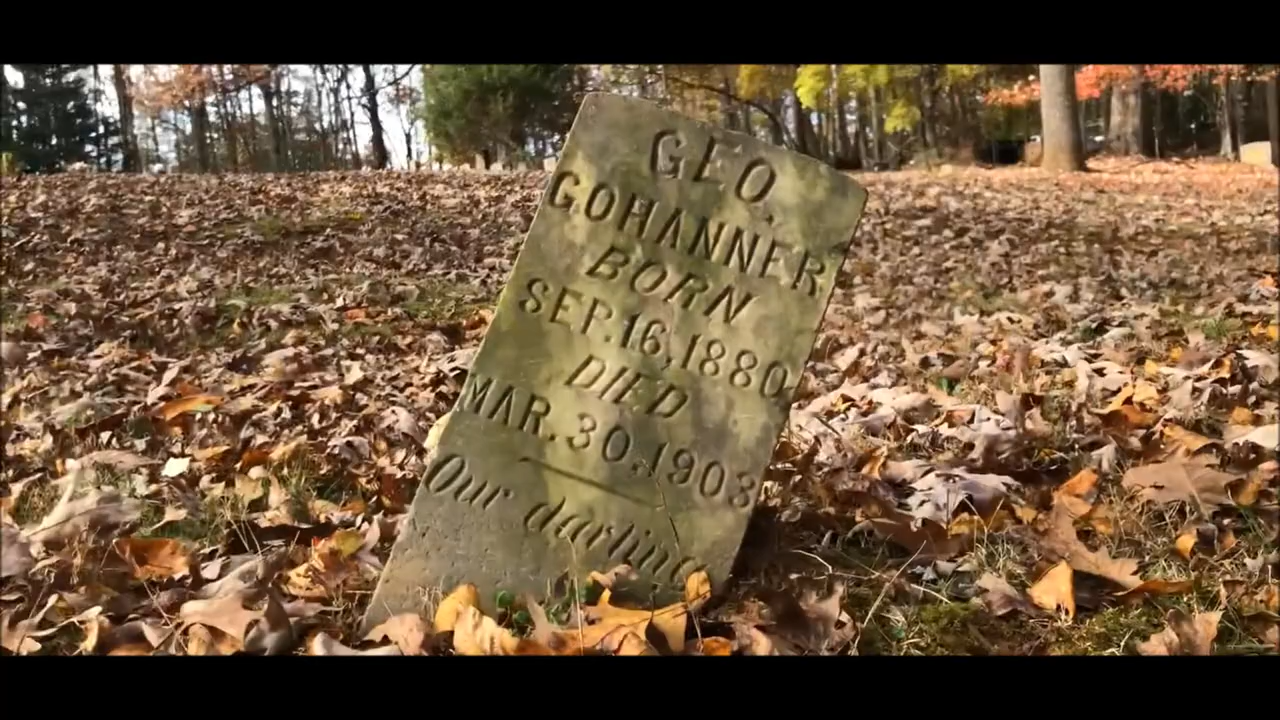 GEO.
GOHANNER
BORN
SEP. 16, 1880
DIED
MAR. 30, 1903
Our darling